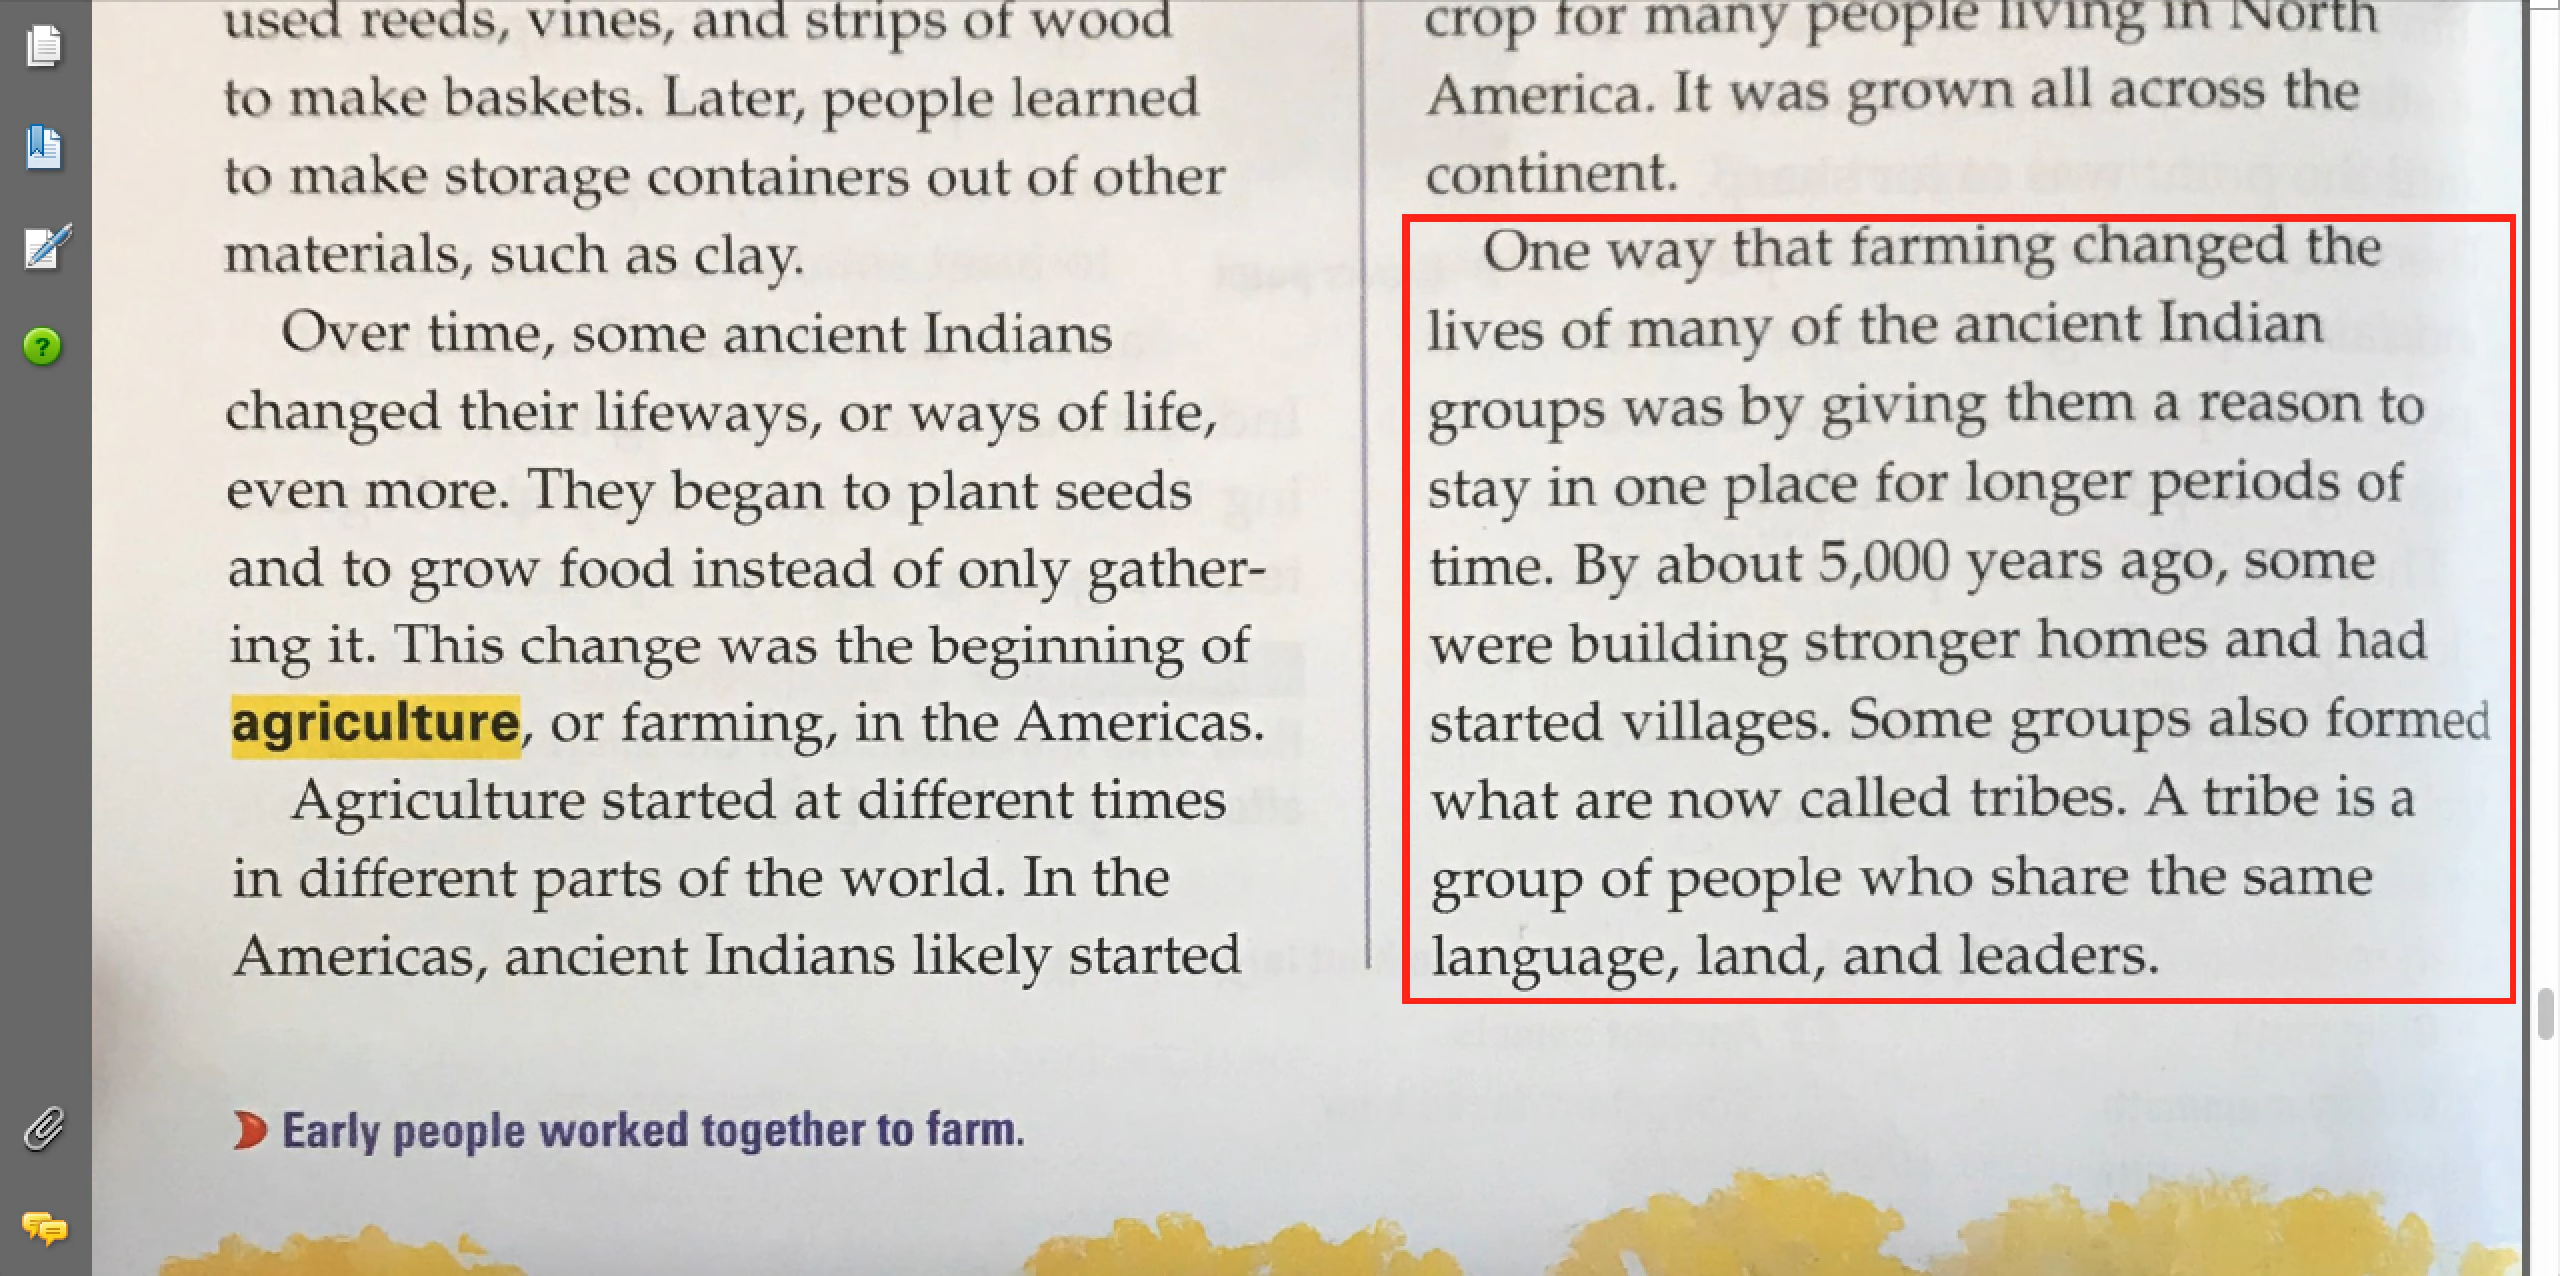 used reeds, vines, and strips of wood
to make baskets. Later, people learned
to make storage containers out of other
materials, such as clay.
Over time, some ancient Indians
changed their lifeways, or ways of life,
even more. They began to plant seeds
and to grow food instead of only gather-
ing it. This change was the beginning of
agriculture, or farming, in the Americas.
Agriculture started at different times
in different parts of the world. In the
Americas, ancient Indians likely started
crop for many people living in North
America. It was grown all across the
continent.
One way that farming changed the
lives of many of the ancient Indian
groups was by giving them a reason to
stay in one place for longer periods of
time. By about 5,000 years ago, some
were building stronger homes and had
started villages. Some groups also formed
what are now called tribes. A tribe is a
group of people who share the same
language, land, and leaders.
Early people worked together to farm.